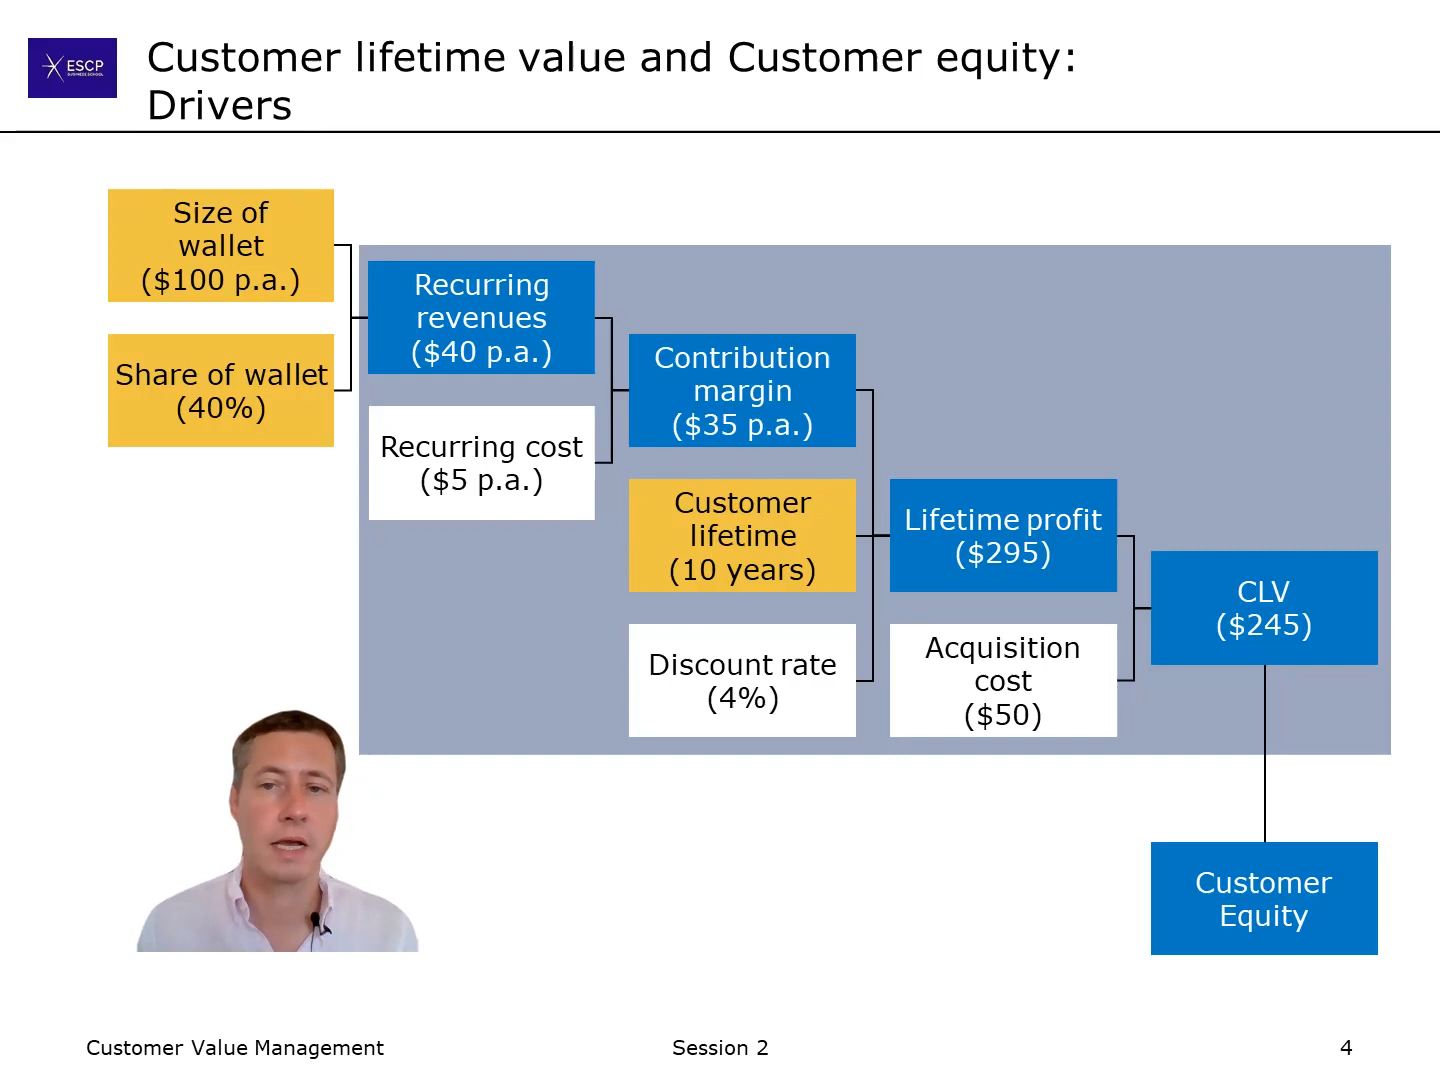 ESCP
BUSINESS SCHOOL
Customer lifetime value and Customer equity:
Drivers
Size of
wallet
($100 p.a.)
Share of wallet
(40%)
Recurring
revenues
($40 p.a.)
Recurring cost
($5 p.a.)
Contribution
margin
($35 p.a.)
Customer
lifetime
(10 years)
Discount rate
(4%)
Lifetime profit
($295)
Acquisition
cost
($50)
CLV
($245)
Customer
Equity
Customer Value Management
Session 2
4